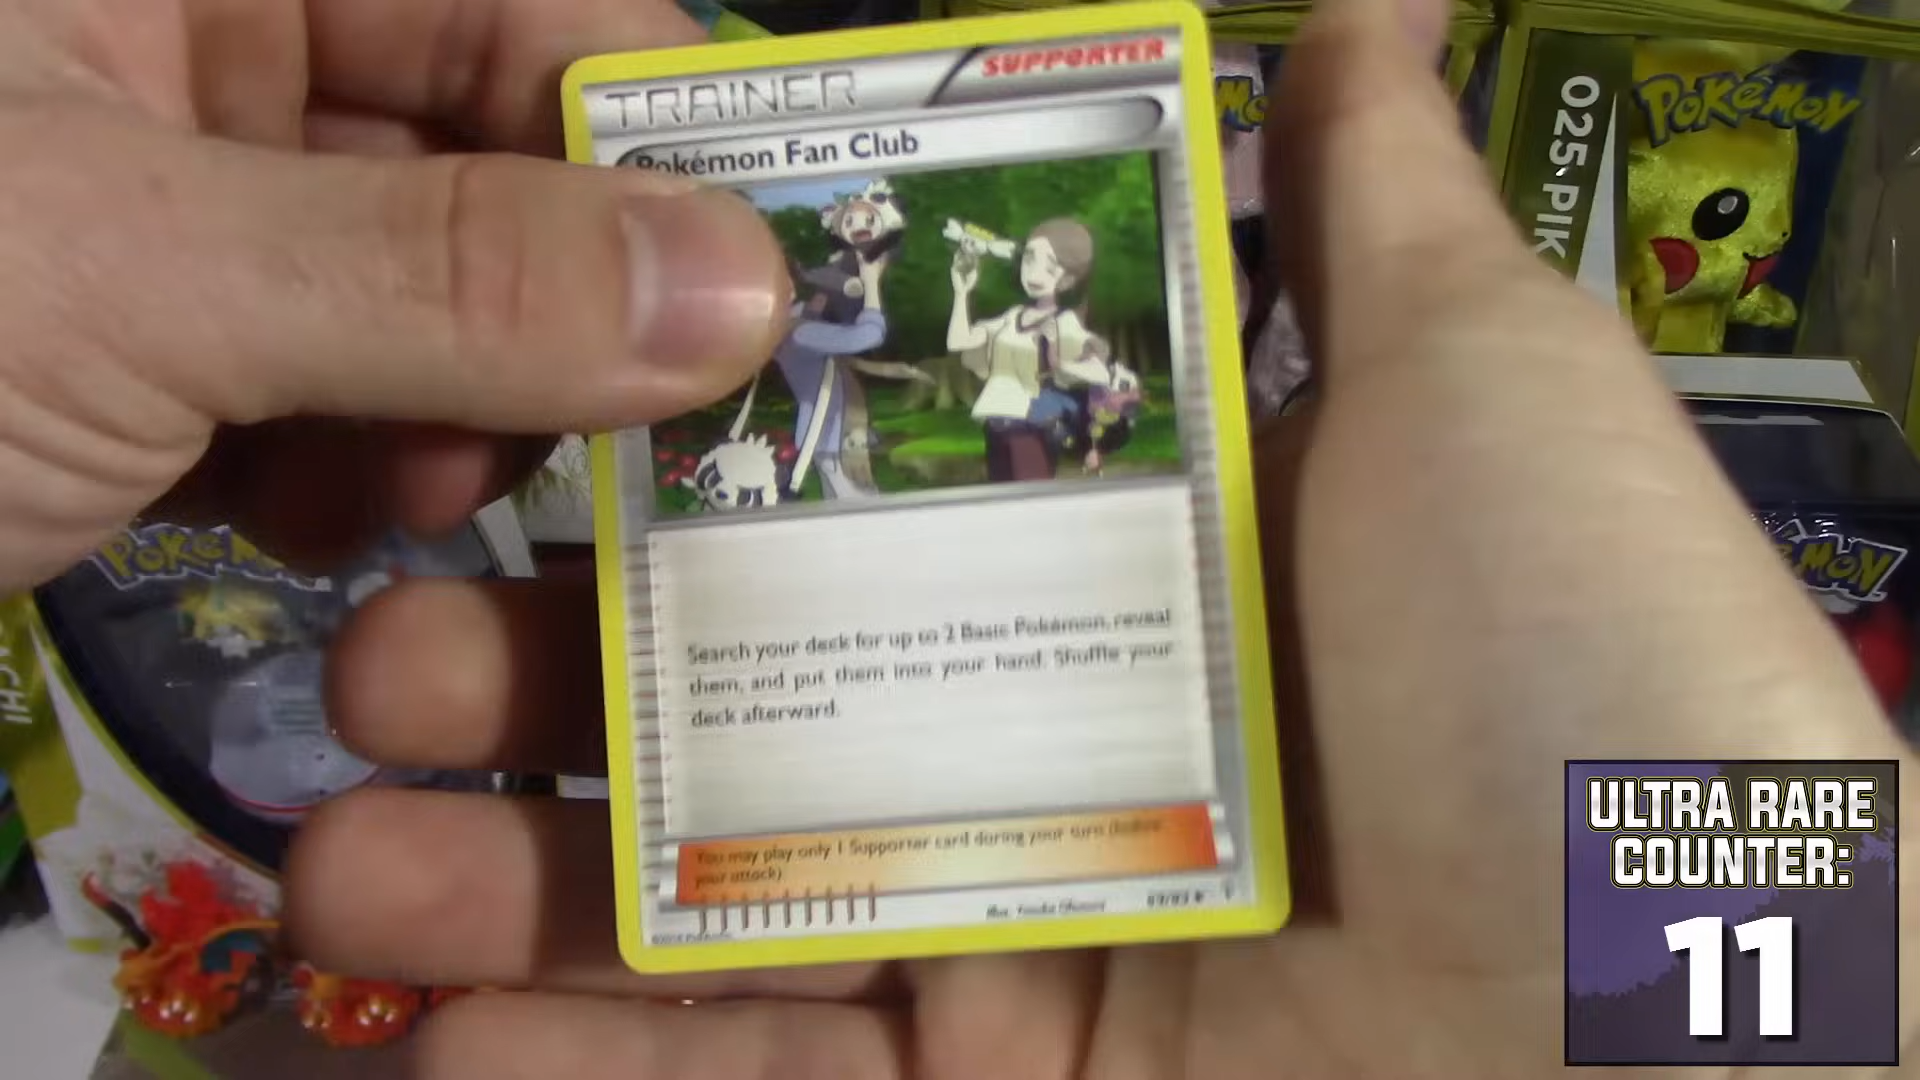 SUPPORTER
TRAINER
Pokémon Fan Club
Search your deck for up to 2 Basic Pokémon, reveal
them, and put them into your hand. Shuffle your
deck afterward.
You may play only 1 Supporter card during your turn (before
your attack).
POKéMON
025 PIK
POKéMON
ACHI
ULTRA RARE
COUNTER:
11